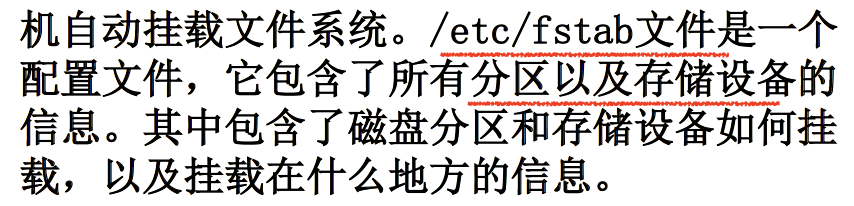 机自动挂载文件系统。/etc/fstab文件是一个
配置文件，它包含了所有分区以及存储设备的
信息。其中包含了磁盘分区和存储设备如何挂
载，以及挂载在什么地方的信息。